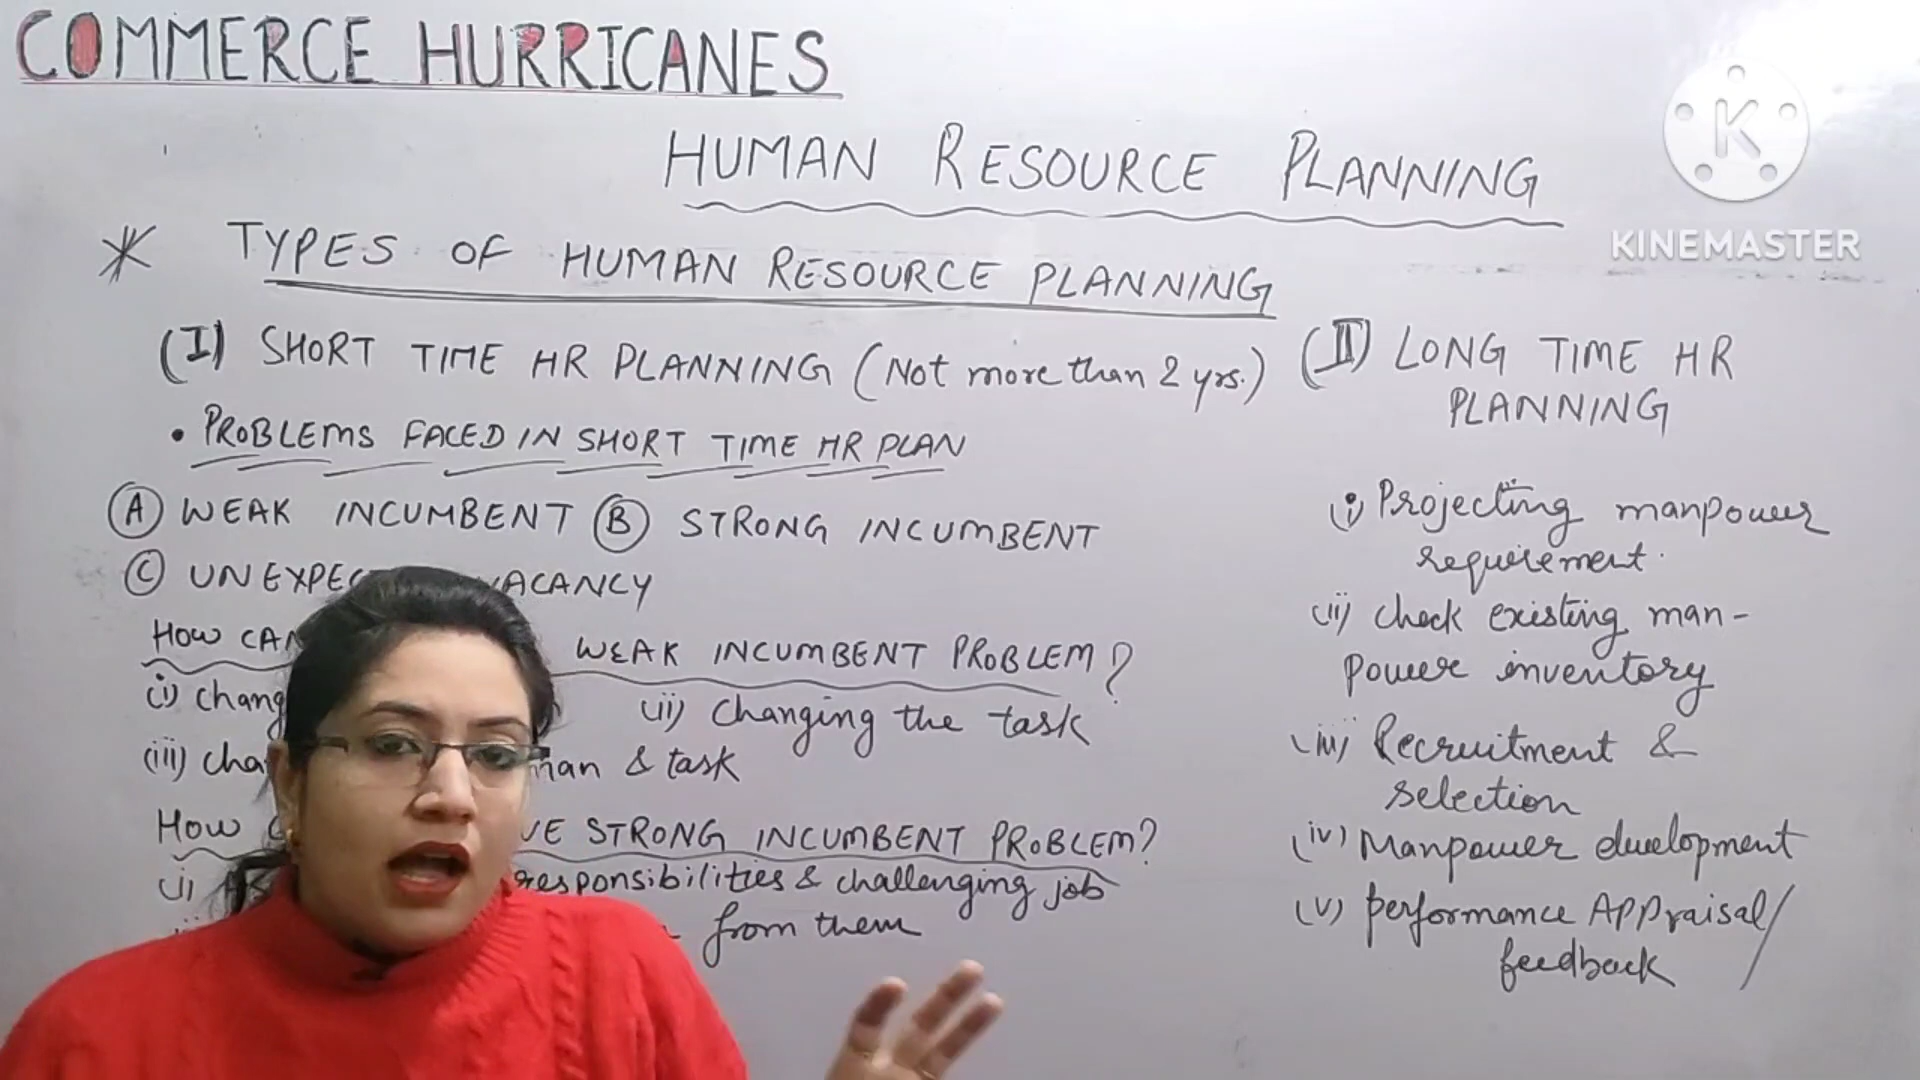 COMMERCE HURRICANES
HUMAN RESOURCE PLANNING
KINEMASTER
* TYPES OF HUMAN RESOURCE PLANNING
(I) SHORT TIME HR PLANNING (Not more than 2 yrs.)
• PROBLEMS FACED IN SHORT TIME HR PLAN
(A) WEAK INCUMBENT (B) STRONG INCUMBENT
(C) UNEXPEC VACANCY
HOW CAN WEAK INCUMBENT PROBLEM?
(i) chang (ii) changing the task
(iii) cha man & task
HOW VE STRONG INCUMBENT PROBLEM?
(i) responsibilities & challenging job
from them
(II) LONG TIME HR
PLANNING
(i) Projecting manpower
requirement.
(ii) check existing man-
power inventory
(iii) Recruitment &
selection
(iv) Manpower development
(v) performance Appraisal/
feedback